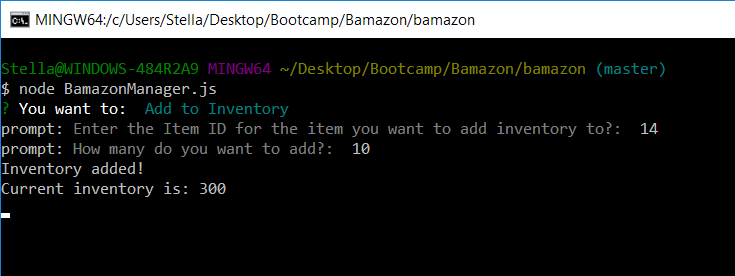 MINGW64:/c/Users/Stella/Desktop/Bootcamp/Bamazon/bamazon
Stella@WINDOWS-484R2A9 MINGW64 ~/Desktop/Bootcamp/Bamazon/bamazon (master)
$ node BamazonManager.js
? You want to:  Add to Inventory
prompt: Enter the Item ID for the item you want to add inventory to?:  14
prompt: How many do you want to add?:  10
Inventory added!
Current inventory is: 300